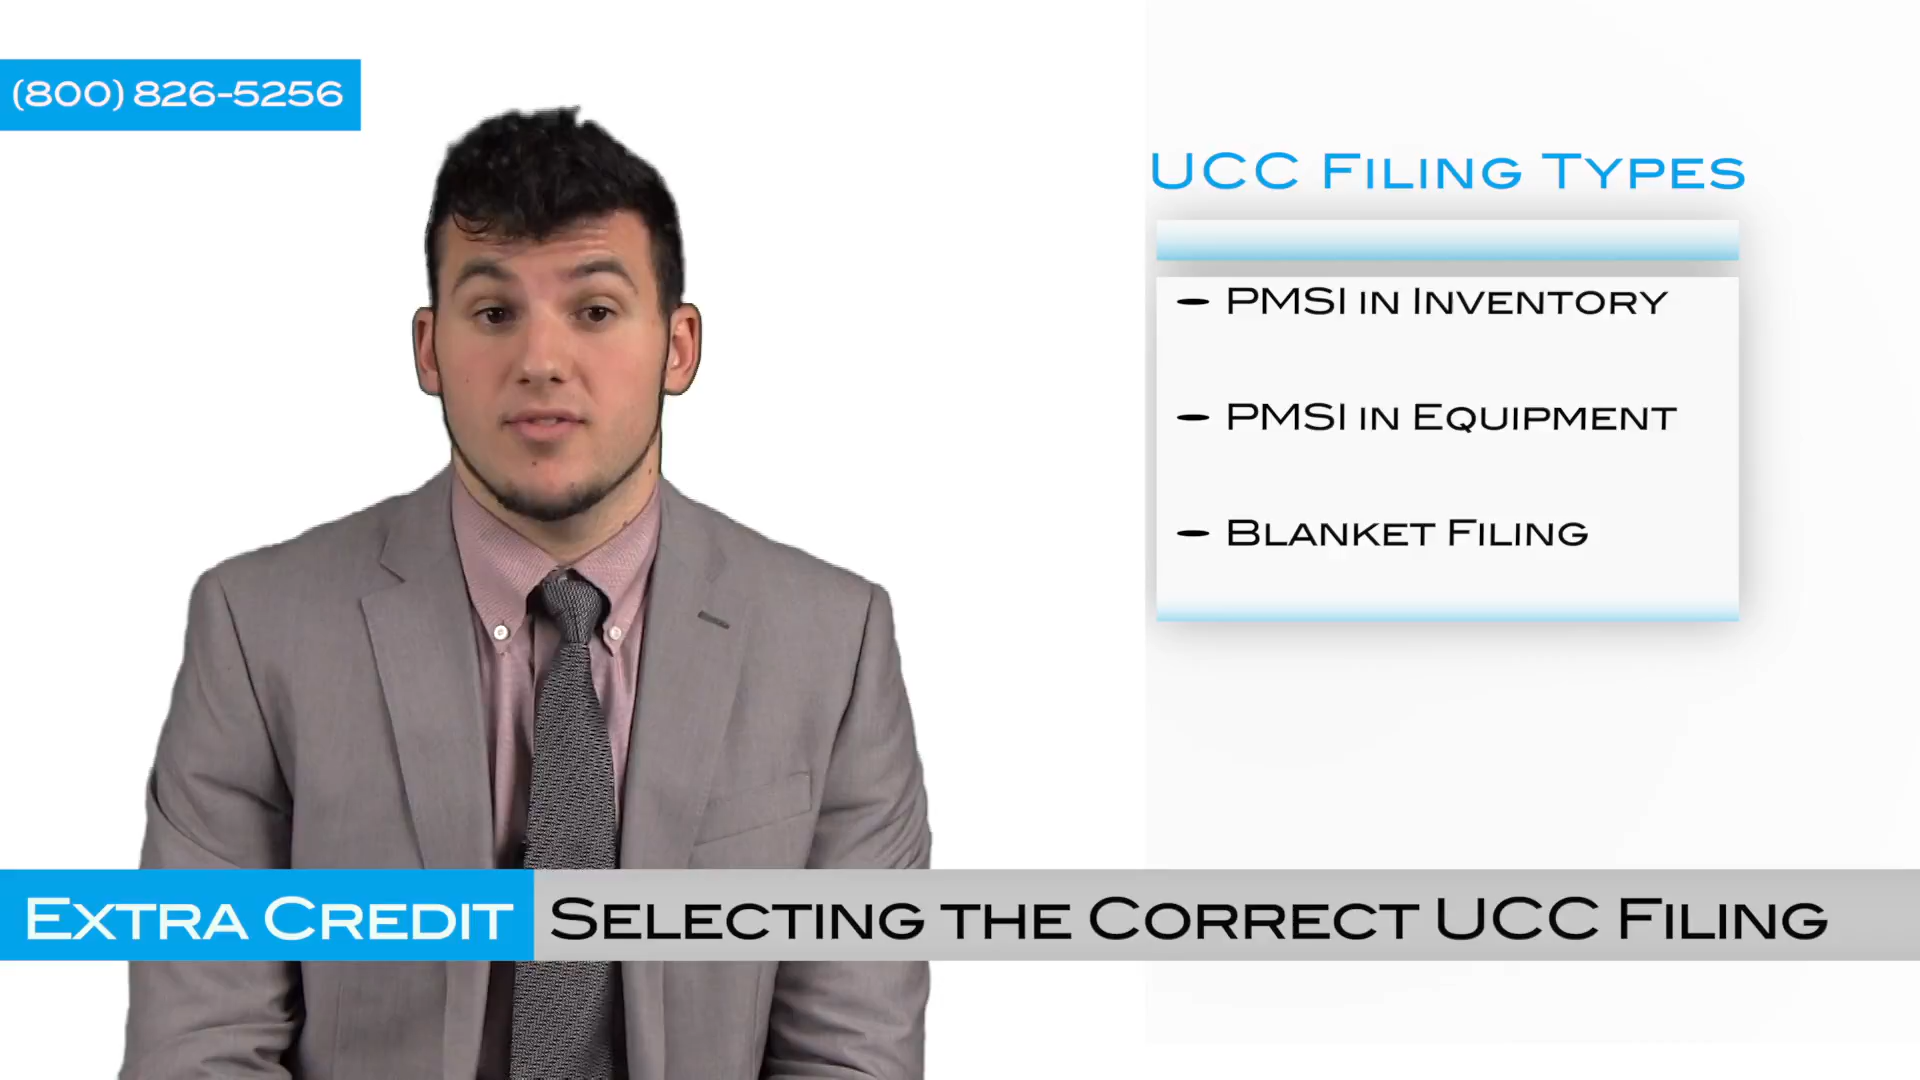 (800) 826-5256
UCC Filing Types
- PMSI in Inventory
- PMSI in Equipment
- Blanket Filing
Extra Credit Selecting the Correct UCC Filing